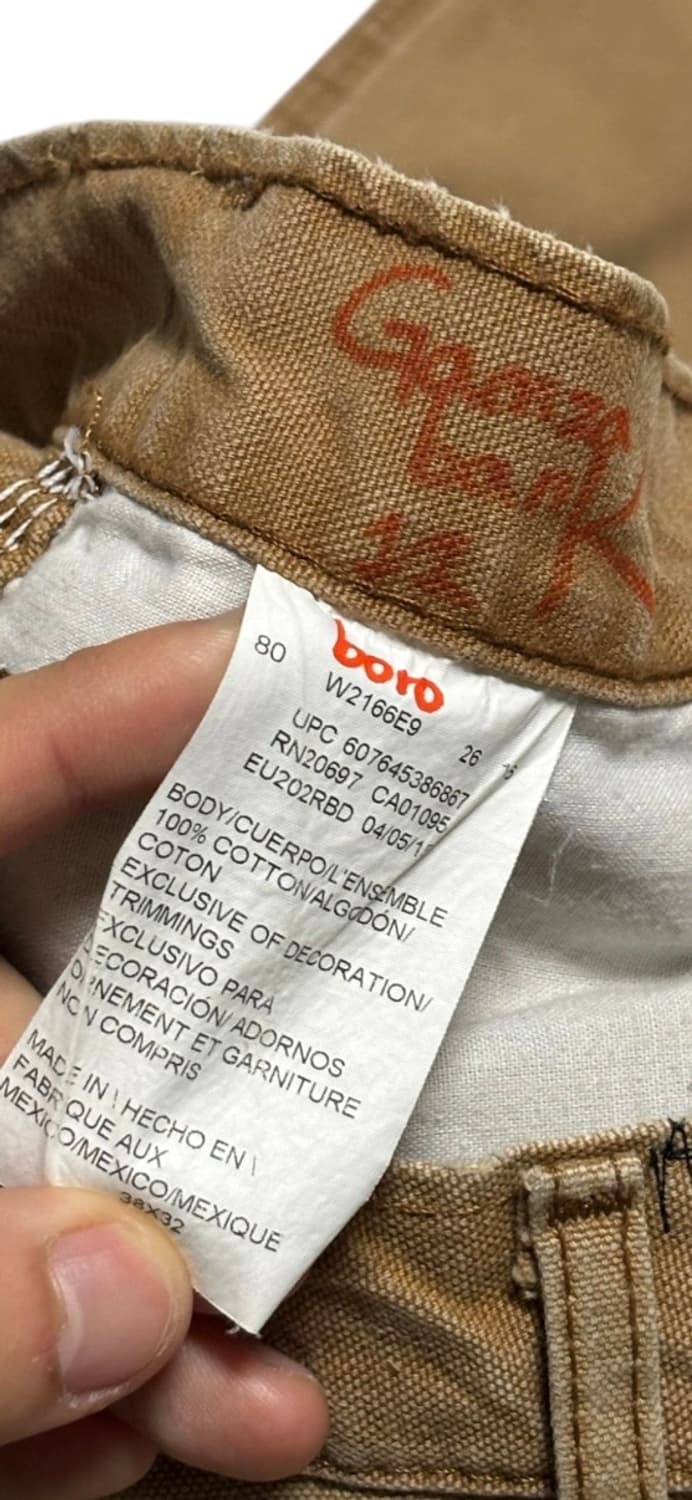 boro
80 W2166E9
26
UPC 607645386867
RN20697 CA01095
EU202RBD 04/05/1
BODY/CUERPO/L'ENSEMBLE
100% COTTON/ALGODÓN/
COTON
EXCLUSIVE OF DECORATION/
TRIMMINGS
EXCLUSIVO PARA
DECORACIÓN/ADORNOS
ORNEMENT ET GARNITURE
NON COMPRIS
MADE IN \ HECHO EN \
FABRIQUE AUX
MEXICO/MEXICO/MEXIQUE
38X32